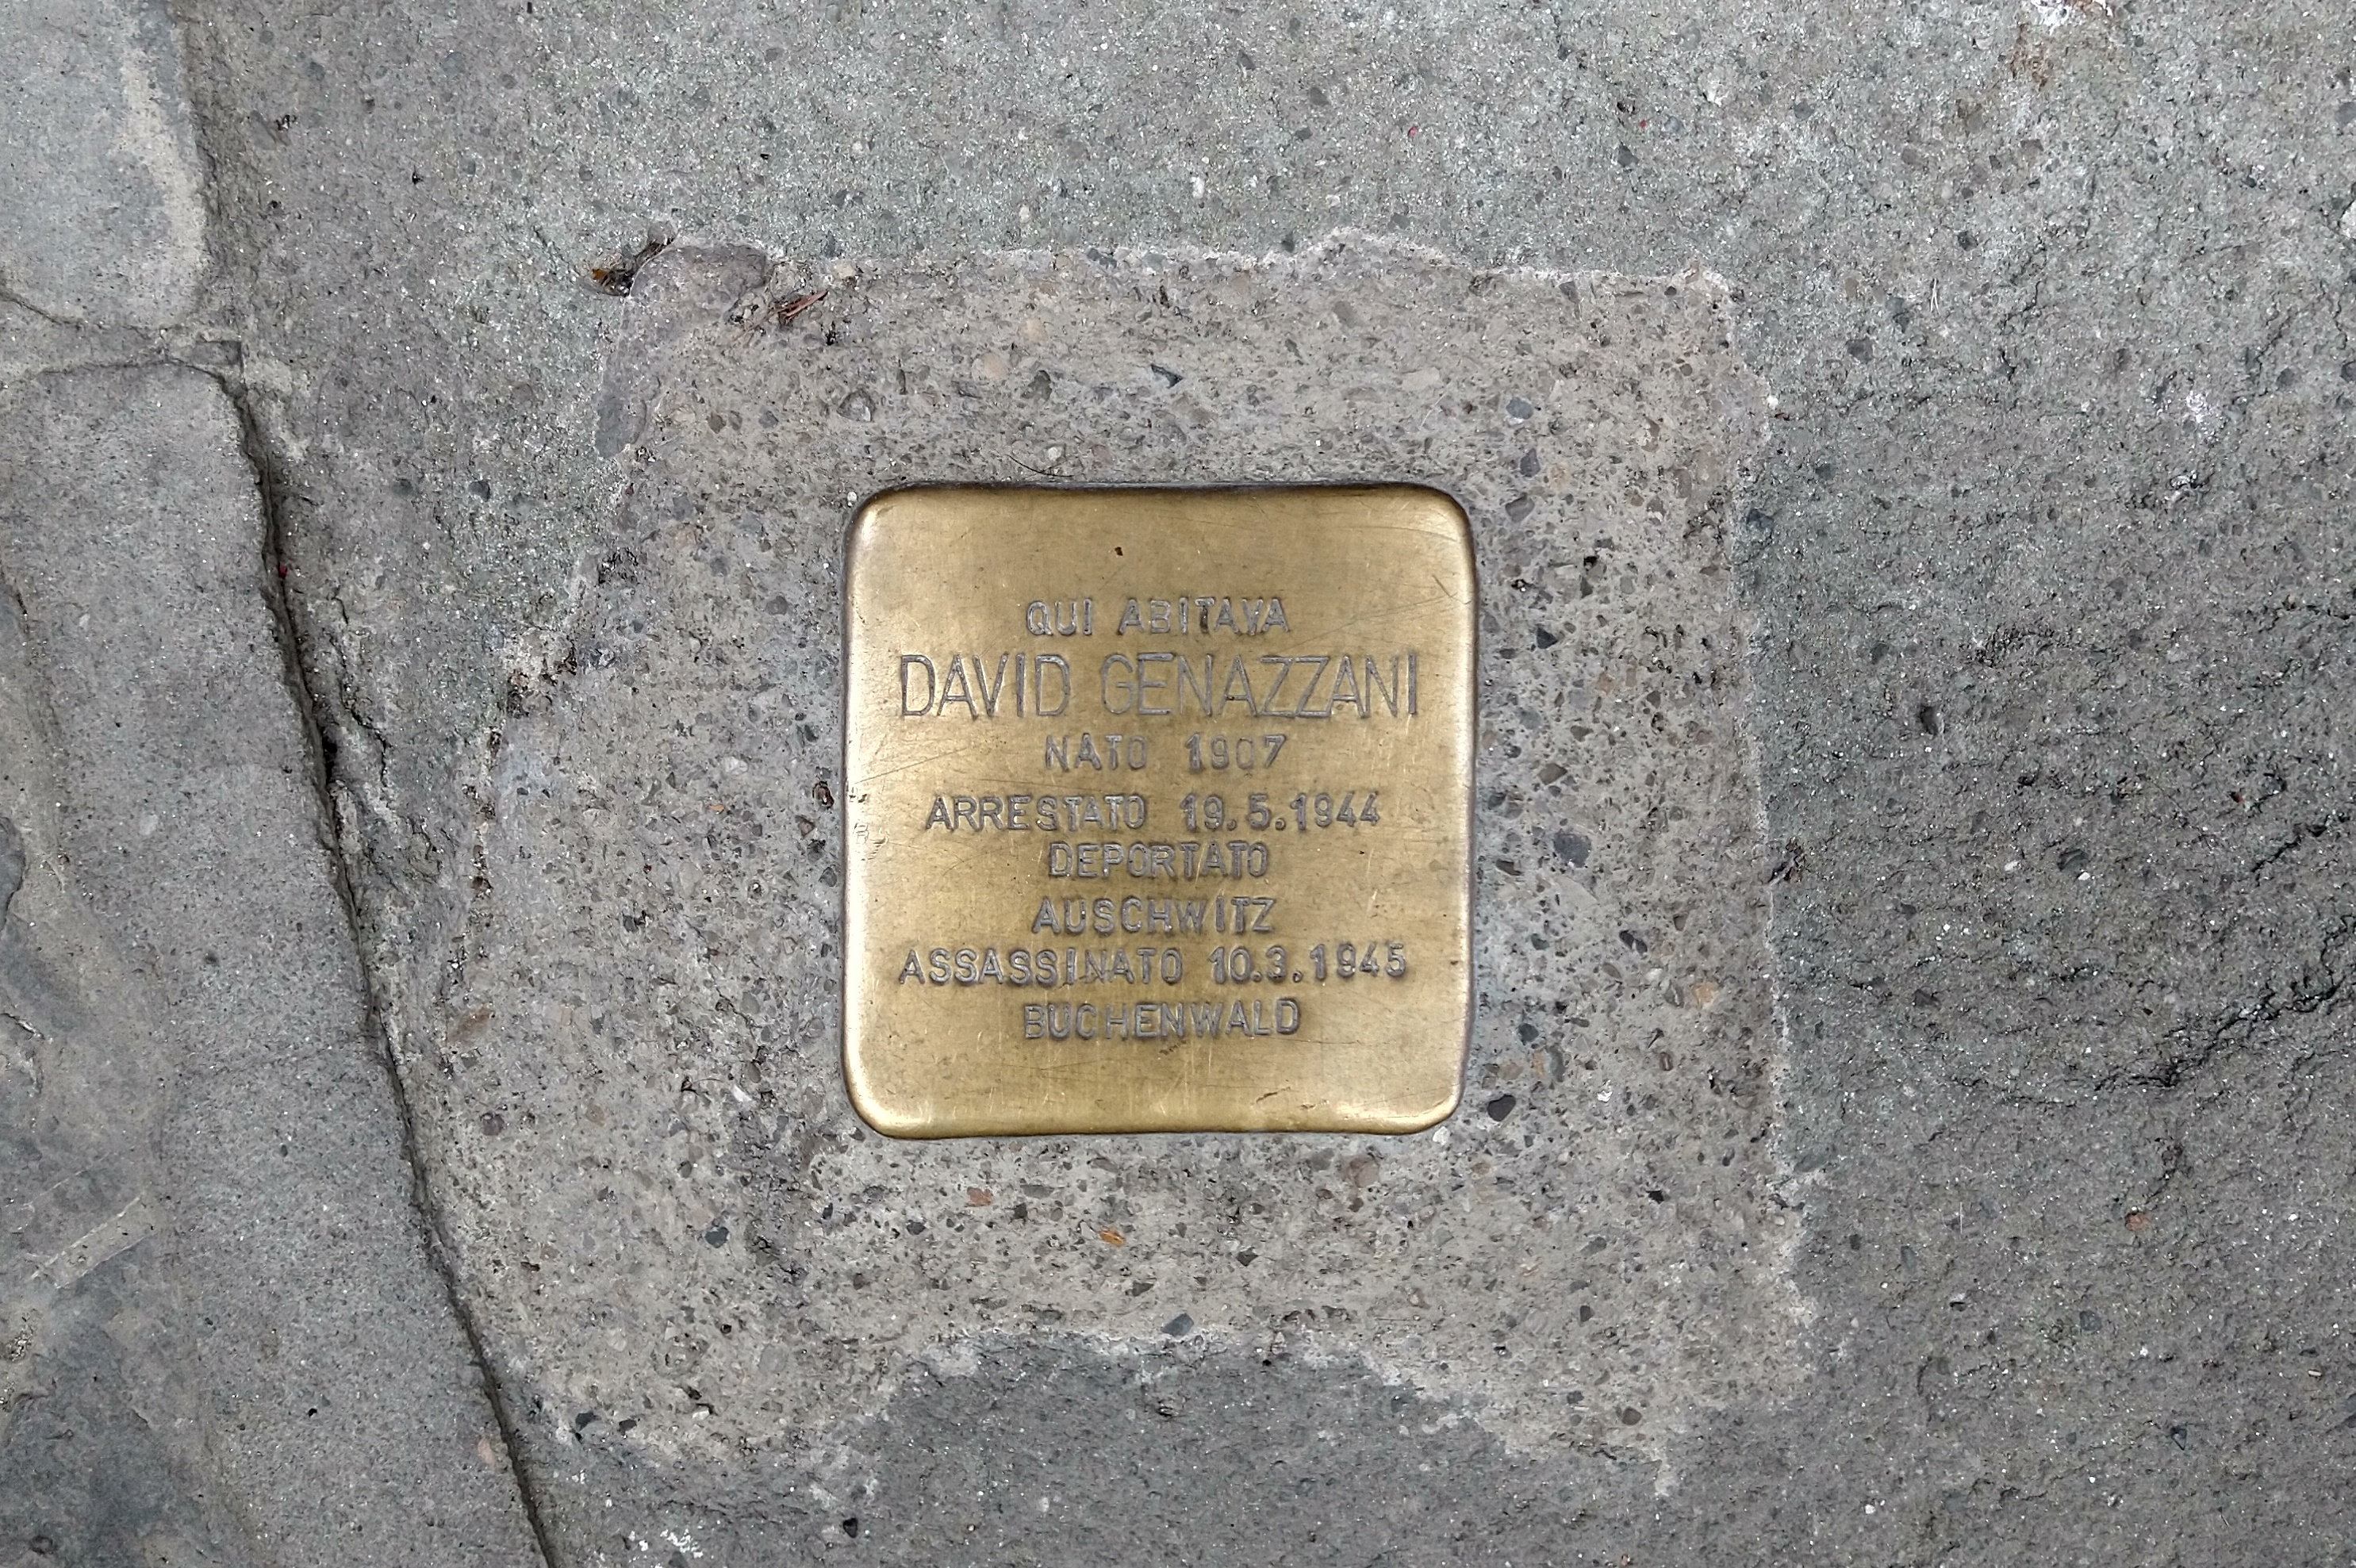 QUI ABITAVA
DAVID GENAZZANI
NATO 1907
ARRESTATO 19.5.1944
DEPORTATO
AUSCHWITZ
ASSASSINATO 10.3.1945
BUCHENWALD